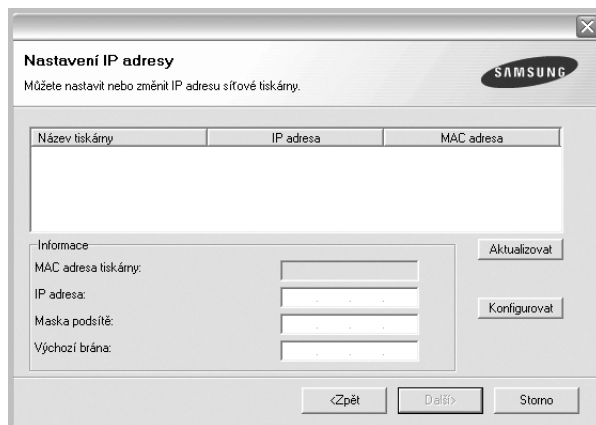 Nastavení IP adresy
Můžete nastavit nebo změnit IP adresu síťové tiskárny.
SAMSUNG
Název tiskárny IP adresa MAC adresa
Informace
Aktualizovat
MAC adresa tiskárny:
IP adresa:
Konfigurovat
Maska podsítě:
Výchozí brána:
<Zpět Další> Storno